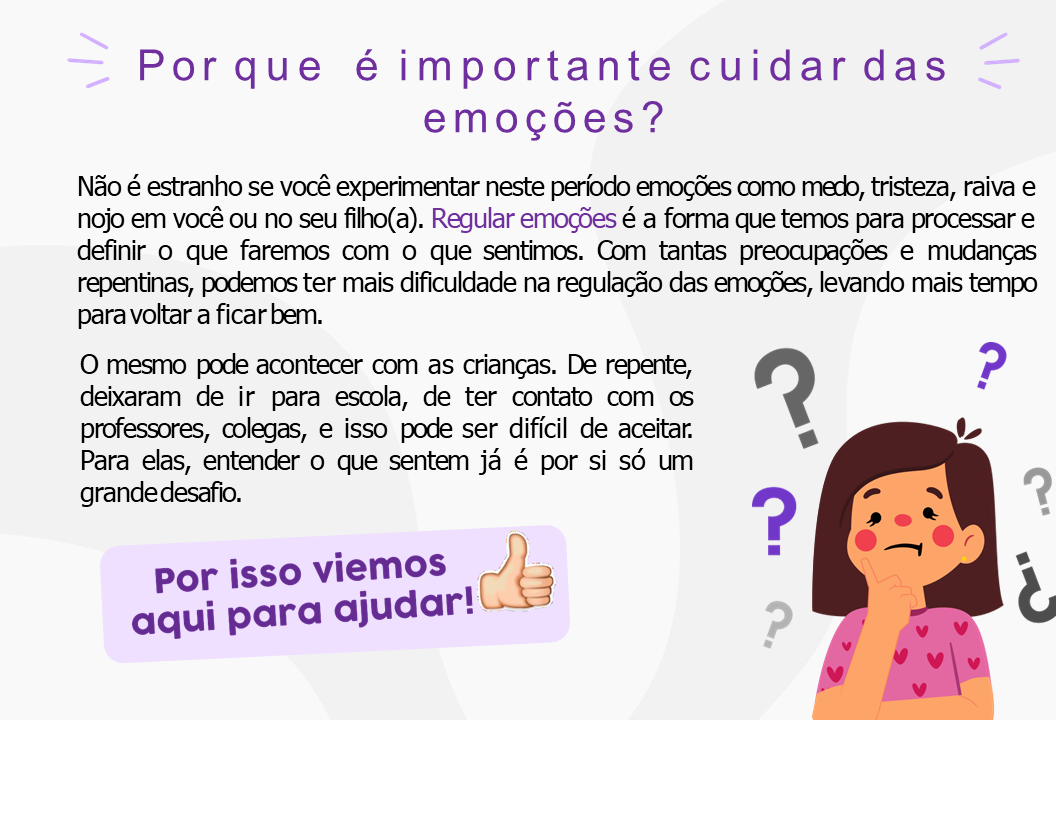 Por que é importante cuidar das
emoções?
Não é estranho se você experimentar neste período emoções como medo, tristeza, raiva e
nojo em você ou no seu filho(a). Regular emoções é a forma que temos para processar e
definir o que faremos com o que sentimos. Com tantas preocupações e mudanças
repentinas, podemos ter mais dificuldade na regulação das emoções, levando mais tempo
para voltar a ficar bem.
O mesmo pode acontecer com as crianças. De repente,
deixaram de ir para escola, de ter contato com os
professores, colegas, e isso pode ser difícil de aceitar.
Para elas, entender o que sentem já é por si só um
grande desafio.
Por isso viemos
aqui para ajudar!